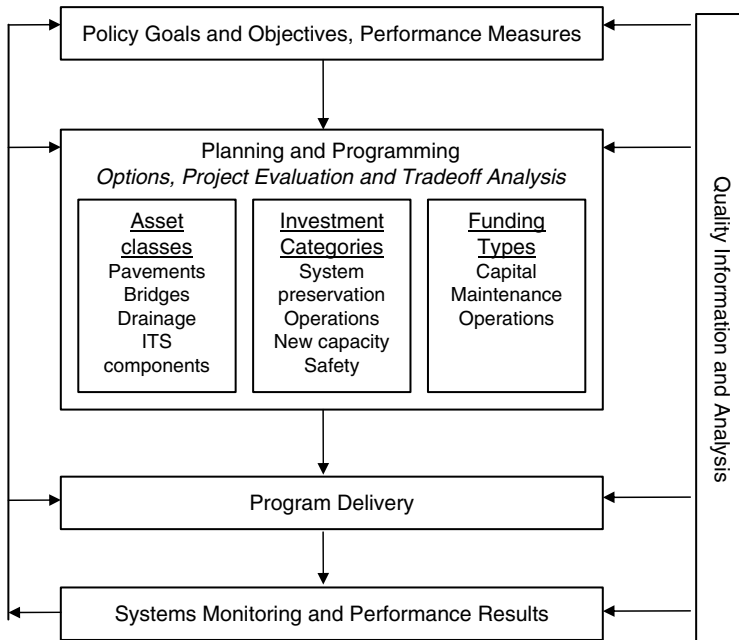 Policy Goals and Objectives, Performance Measures
Planning and Programming
Options, Project Evaluation and Tradeoff Analysis
Asset
classes
Pavements
Bridges
Drainage
ITS
components
Investment
Categories
System
preservation
Operations
New capacity
Safety
Funding
Types
Capital
Maintenance
Operations
Program Delivery
Systems Monitoring and Performance Results
Quality Information and Analysis